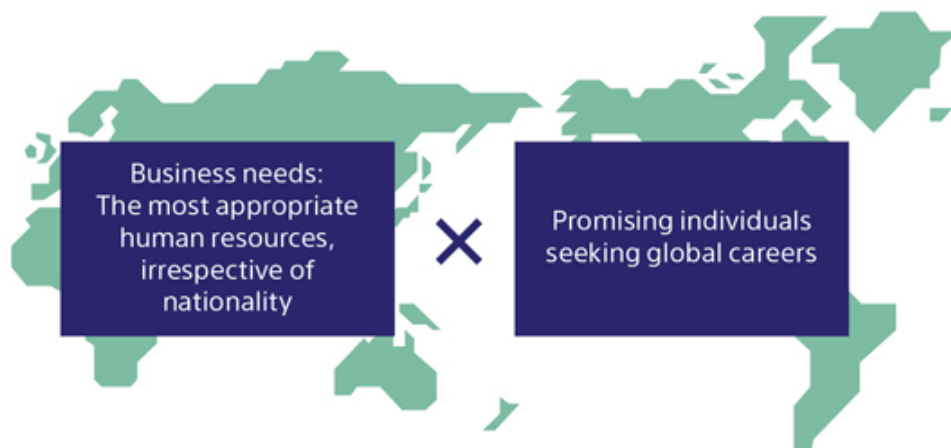 Business needs:
The most appropriate
human resources,
irrespective of
nationality
×
Promising individuals
seeking global careers